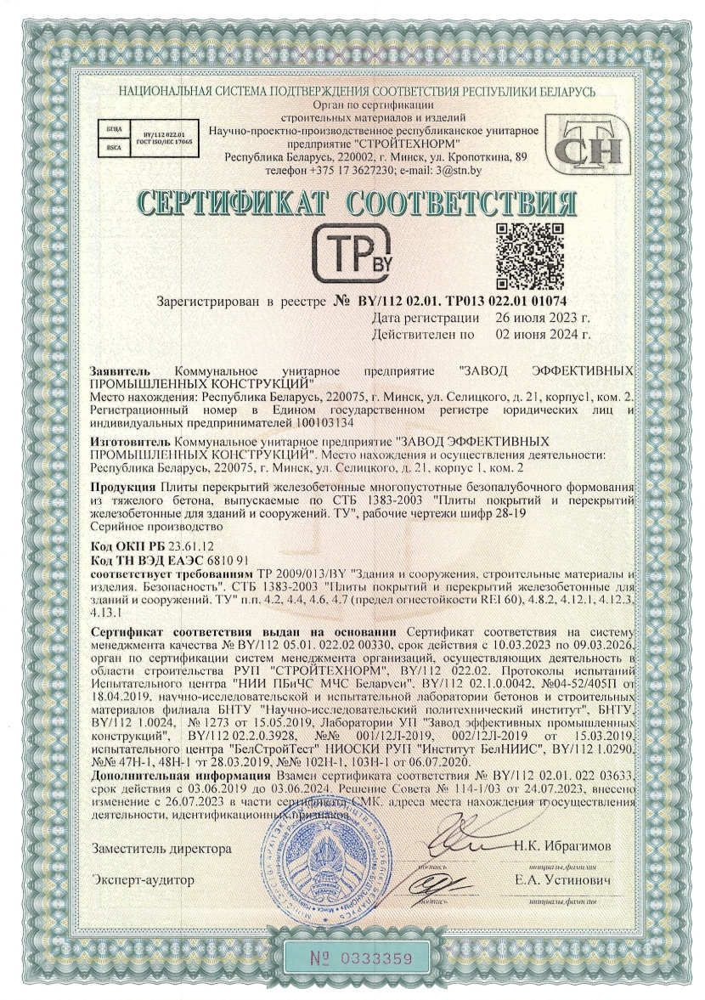 НАЦИОНАЛЬНАЯ СИСТЕМА ПОДТВЕРЖДЕНИЯ СООТВЕТСТВИЯ РЕСПУБЛИКИ БЕЛАРУСЬ
Орган по сертификации
строительных материалов и изделий
Научно-проектно-производственное республиканское унитарное
предприятие "СТРОЙТЕХНОРМ"
Республика Беларусь, 220002, г. Минск, ул. Кропоткина, 89
телефон +375 17 3627230; e-mail: 3@stn.by
БГЦА
BSCA
BY/112 022.01
ГОСТ ISO/IEC 17065
СТН
СЕРТИФИКАТ СООТВЕТСТВИЯ
ТР BY
Зарегистрирован в реестре № BY/112 02.01. ТР013 022.01 01074
Дата регистрации 26 июля 2023 г.
Действителен по 02 июня 2024 г.
Заявитель Коммунальное унитарное предприятие "ЗАВОД ЭФФЕКТИВНЫХ
ПРОМЫШЛЕННЫХ КОНСТРУКЦИЙ"
Место нахождения: Республика Беларусь, 220075, г. Минск, ул. Селицкого, д. 21, корпус1, ком. 2.
Регистрационный номер в Едином государственном регистре юридических лиц и
индивидуальных предпринимателей 100103134
Изготовитель Коммунальное унитарное предприятие "ЗАВОД ЭФФЕКТИВНЫХ
ПРОМЫШЛЕННЫХ КОНСТРУКЦИЙ". Место нахождения и осуществления деятельности:
Республика Беларусь, 220075, г. Минск, ул. Селицкого, д. 21, корпус 1, ком. 2
Продукция Плиты перекрытий железобетонные многопустотные безопалубочного формования
из тяжелого бетона, выпускаемые по СТБ 1383-2003 "Плиты покрытий и перекрытий
железобетонные для зданий и сооружений. ТУ", рабочие чертежи шифр 28-19
Серийное производство
Код ОКП РБ 23.61.12
Код ТН ВЭД ЕАЭС 6810 91
соответствует требованиям ТР 2009/013/BY "Здания и сооружения, строительные материалы и
изделия. Безопасность". СТБ 1383-2003 "Плиты покрытий и перекрытий железобетонные для
зданий и сооружений. ТУ" п.п. 4.2, 4.4, 4.6, 4.7 (предел огнестойкости REI 60), 4.8.2, 4.12.1, 4.12.3,
4.13.1
Сертификат соответствия выдан на основании Сертификат соответствия на систему
менеджмента качества № BY/112 05.01. 022.02 00330, срок действия с 10.03.2023 по 09.03.2026,
орган по сертификации систем менеджмента организаций, осуществляющих деятельность в
области строительства РУП "СТРОЙТЕХНОРМ", BY/112 022.02. Протоколы испытаний
Испытательного центра "НИИ ПБиЧС МЧС Беларуси", BY/112 02.1.0.0042, №04-52/405П от
18.04.2019, научно-исследовательской и испытательной лаборатории бетонов и строительных
материалов филиала БНТУ "Научно-исследовательский политехнический институт", БНТУ,
BY/112 1.0024, № 1273 от 15.05.2019, Лаборатории УП "Завод эффективных промышленных
конструкций", BY/112 02.2.0.3928, №№ 001/12Л-2019, 002/12Л-2019 от 15.03.2019,
испытательного центра "БелСтройТест" НИОСКИ РУП "Институт БелНИИС", BY/112 1.0290,
№№ 47Н-1, 48Н-1 от 28.03.2019, №№ 102Н-1, 103Н-1 от 06.07.2020.
Дополнительная информация Взамен сертификата соответствия № BY/112 02.01. 022 03633,
срок действия с 03.06.2019 до 03.06.2024. Решение Совета № 114-1/03 от 24.07.2023, внесено
изменение с 26.07.2023 в части сертификата СМК, адреса места нахождения и осуществления
деятельности, идентификационных признаков.
Заместитель директора
Н.К. Ибрагимов
подпись
инициалы, фамилия
Эксперт-аудитор
Е.А. Устинович
подпись
инициалы, фамилия
№ 0333359